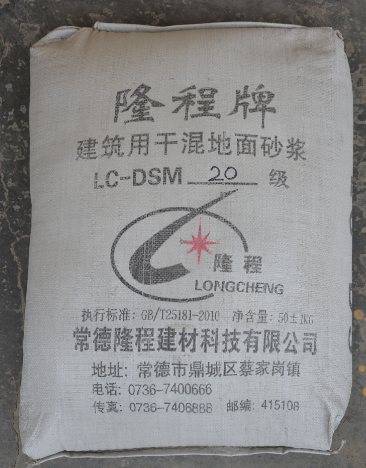 隆程牌
建筑用干混地面砂浆
LC-DSM 20 级
隆程
LONGCHENG
执行标准: GB/T25181-2010 净含量: 50±1KG
常德隆程建材科技有限公司
地址: 常德市鼎城区蔡家岗镇
电话: 0736-7400666
传真: 0736-7406888 邮编: 415108